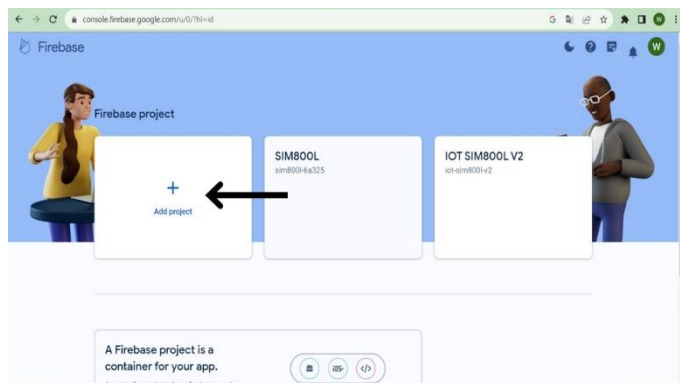 console.firebase.google.com/u/0/?hl=id
Firebase
W
W
Firebase project
Add project
SIM800L
sim800l-6a325
IOT SIM800L V2
iot-sim800l-v2
A Firebase project is a
container for your app.
iOS+